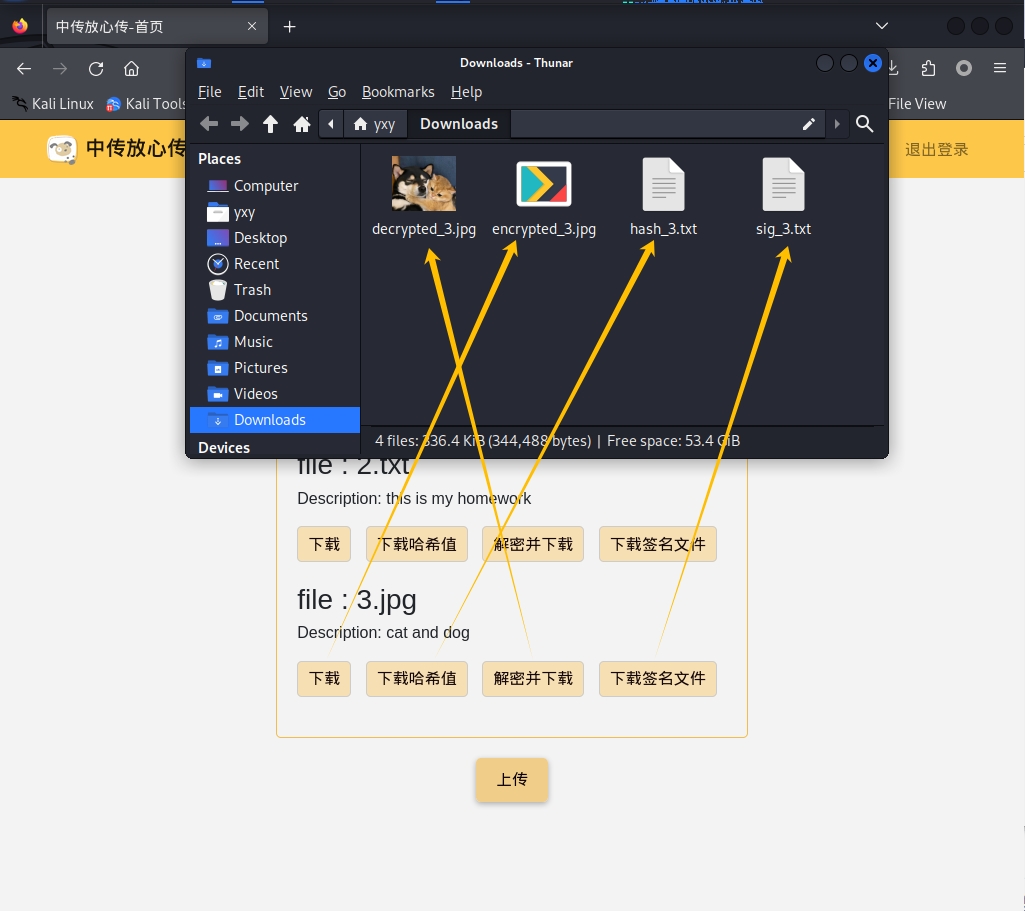 中传放心传-首页
Downloads - Thunar
File Edit View Go Bookmarks Help
Kali Linux Kali Tools File View
yxy Downloads
中传放心传 退出登录
Places
Computer
yxy
Desktop
Recent
Trash
Documents
Music
Pictures
Videos
Downloads
Devices
decrypted_3.jpg encrypted_3.jpg hash_3.txt sig_3.txt
4 files: 336.4 KiB (344,488 bytes) | Free space: 53.4 GiB
file : 2.txt
Description: this is my homework
下载 下载哈希值 解密并下载 下载签名文件
file : 3.jpg
Description: cat and dog
下载 下载哈希值 解密并下载 下载签名文件
上传